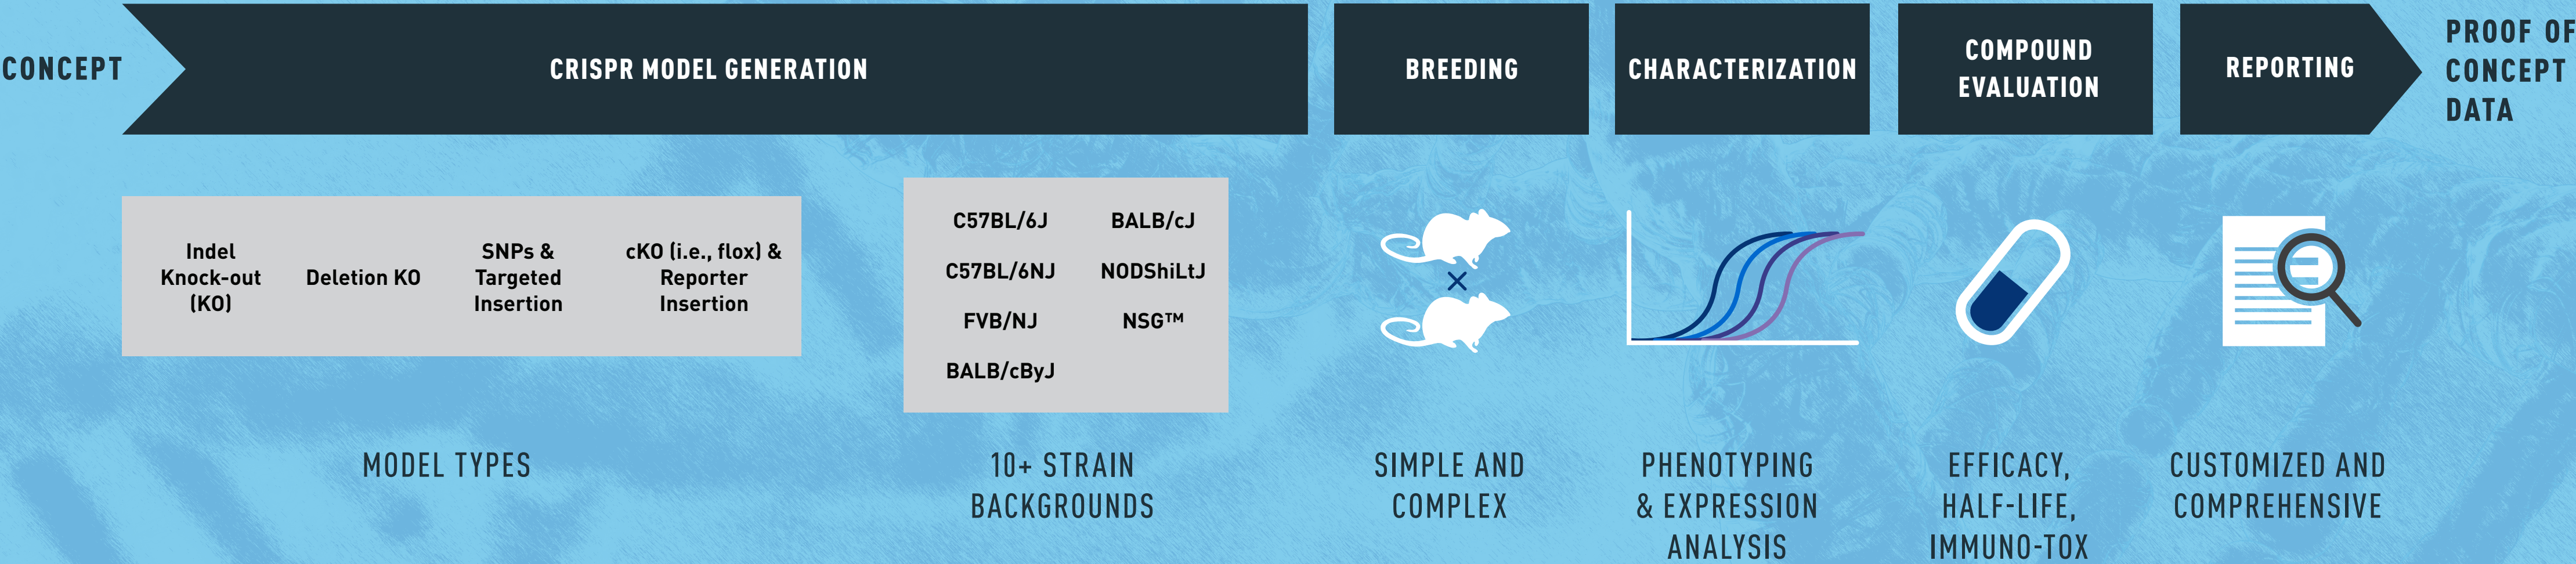 CONCEPT
CRISPR MODEL GENERATION
BREEDING
CHARACTERIZATION
COMPOUND
EVALUATION
REPORTING
PROOF OF
CONCEPT
DATA
Indel
Knock-out
(KO)
Deletion KO
SNPs &
Targeted
Insertion
cKO (i.e., flox) &
Reporter
Insertion
C57BL/6J
BALB/cJ
C57BL/6NJ
NODShiLtJ
FVB/NJ
NSG™
BALB/cByJ
MODEL TYPES
10+ STRAIN
BACKGROUNDS
SIMPLE AND
COMPLEX
PHENOTYPING
& EXPRESSION
ANALYSIS
EFFICACY,
HALF-LIFE,
IMMUNO-TOX
CUSTOMIZED AND
COMPREHENSIVE